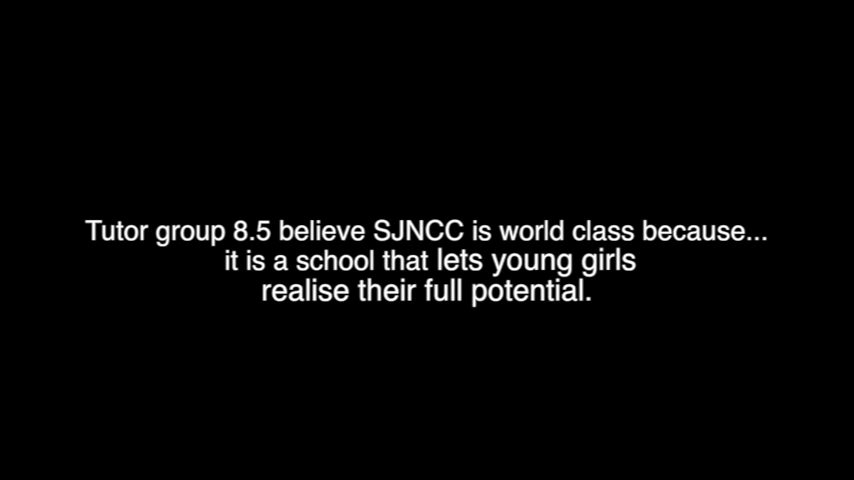 Tutor group 8.5 believe SJNCC is world class because...
it is a school that lets young girls
realise their full potential.